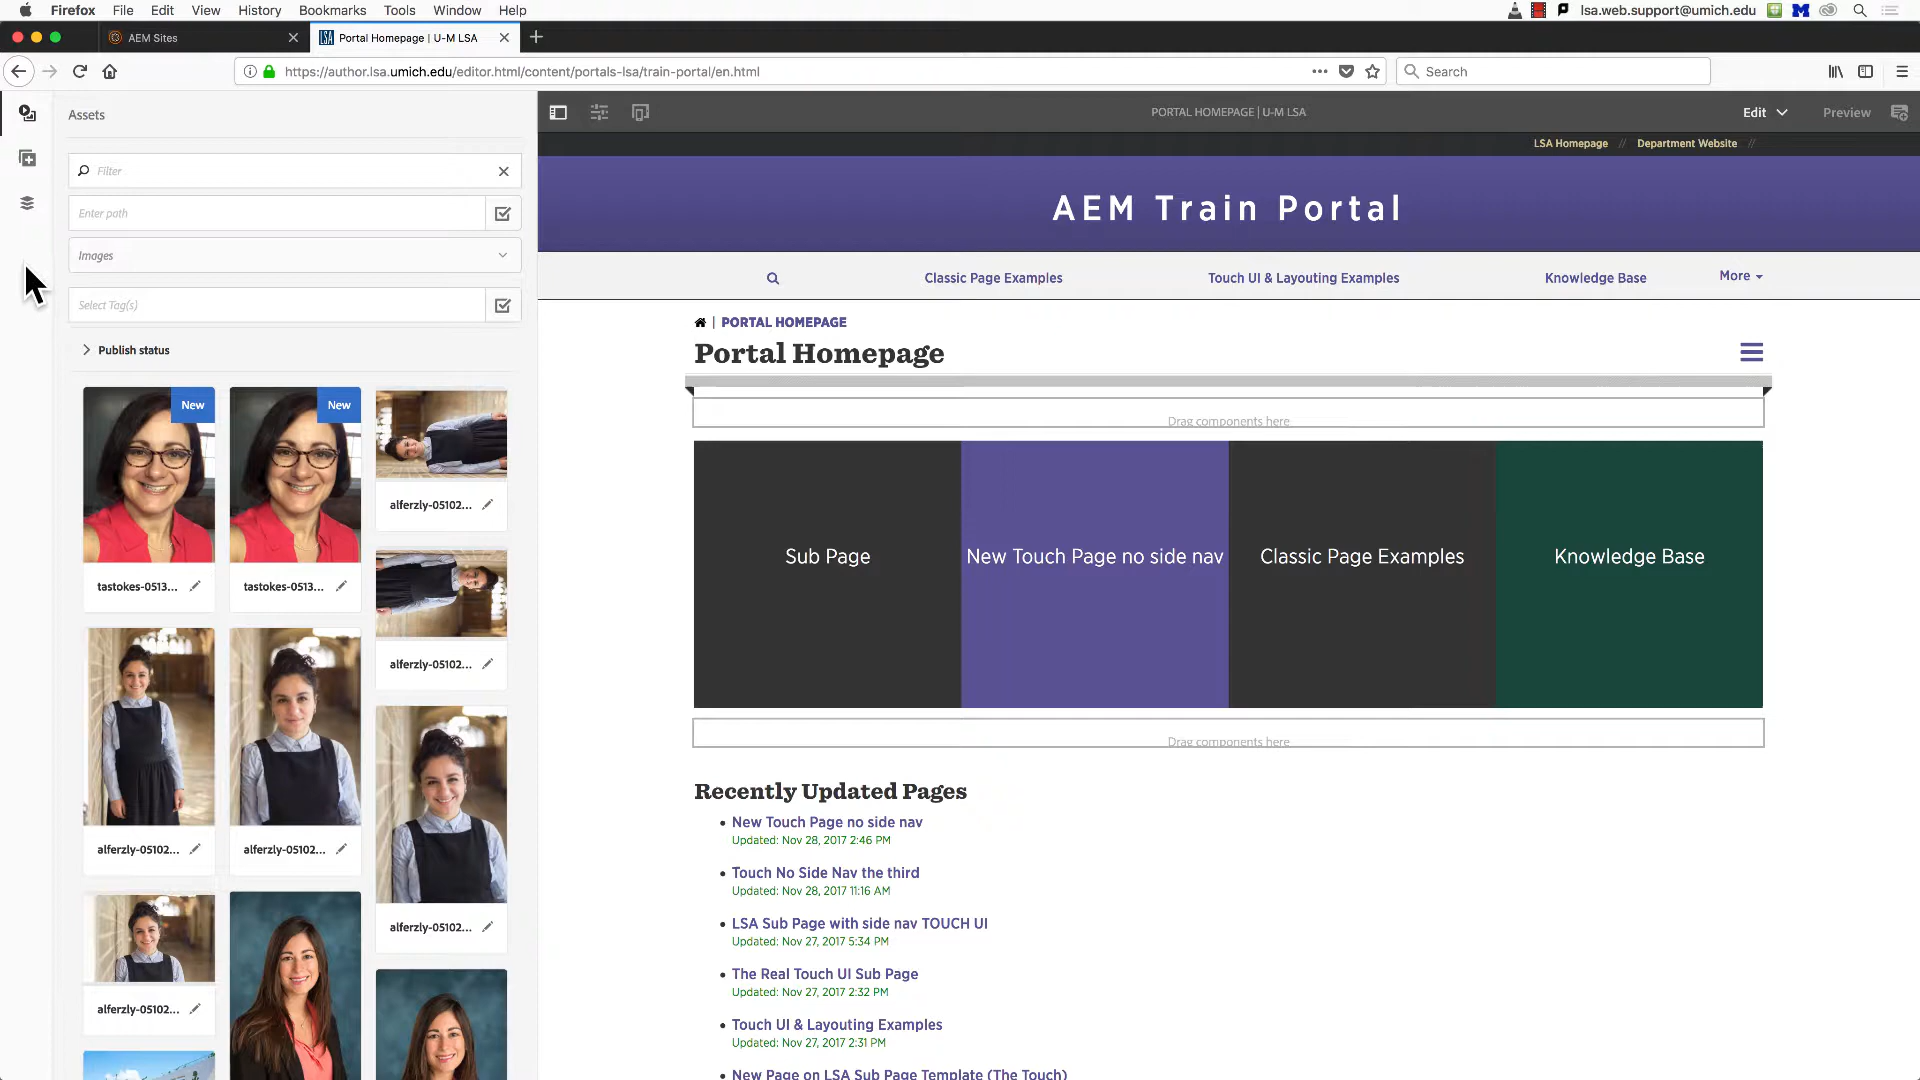 Firefox File Edit View History Bookmarks Tools Window Help lsa.web.support@umich.edu
AEM Sites Portal Homepage | U-M LSA
https://author.lsa.umich.edu/editor.html/content/portals-lsa/train-portal/en.html Search
Assets
Filter
Enter path
Images
Select Tag(s)
Publish status
New
New
tastokes-0513...
tastokes-0513...
alferzly-05102...
alferzly-05102...
alferzly-05102...
alferzly-05102...
alferzly-05102...
alferzly-05102...
PORTAL HOMEPAGE | U-M LSA Edit Preview
LSA Homepage // Department Website //
AEM Train Portal
Classic Page Examples Touch UI & Layouting Examples Knowledge Base More
| PORTAL HOMEPAGE
Portal Homepage
Drag components here
Sub Page New Touch Page no side nav Classic Page Examples Knowledge Base
Drag components here
Recently Updated Pages
• New Touch Page no side nav
Updated: Nov 28, 2017 2:46 PM
• Touch No Side Nav the third
Updated: Nov 28, 2017 11:16 AM
• LSA Sub Page with side nav TOUCH UI
Updated: Nov 27, 2017 5:34 PM
• The Real Touch UI Sub Page
Updated: Nov 27, 2017 2:32 PM
• Touch UI & Layouting Examples
Updated: Nov 27, 2017 2:31 PM
New Page on LSA Sub Page Template (The Touch)